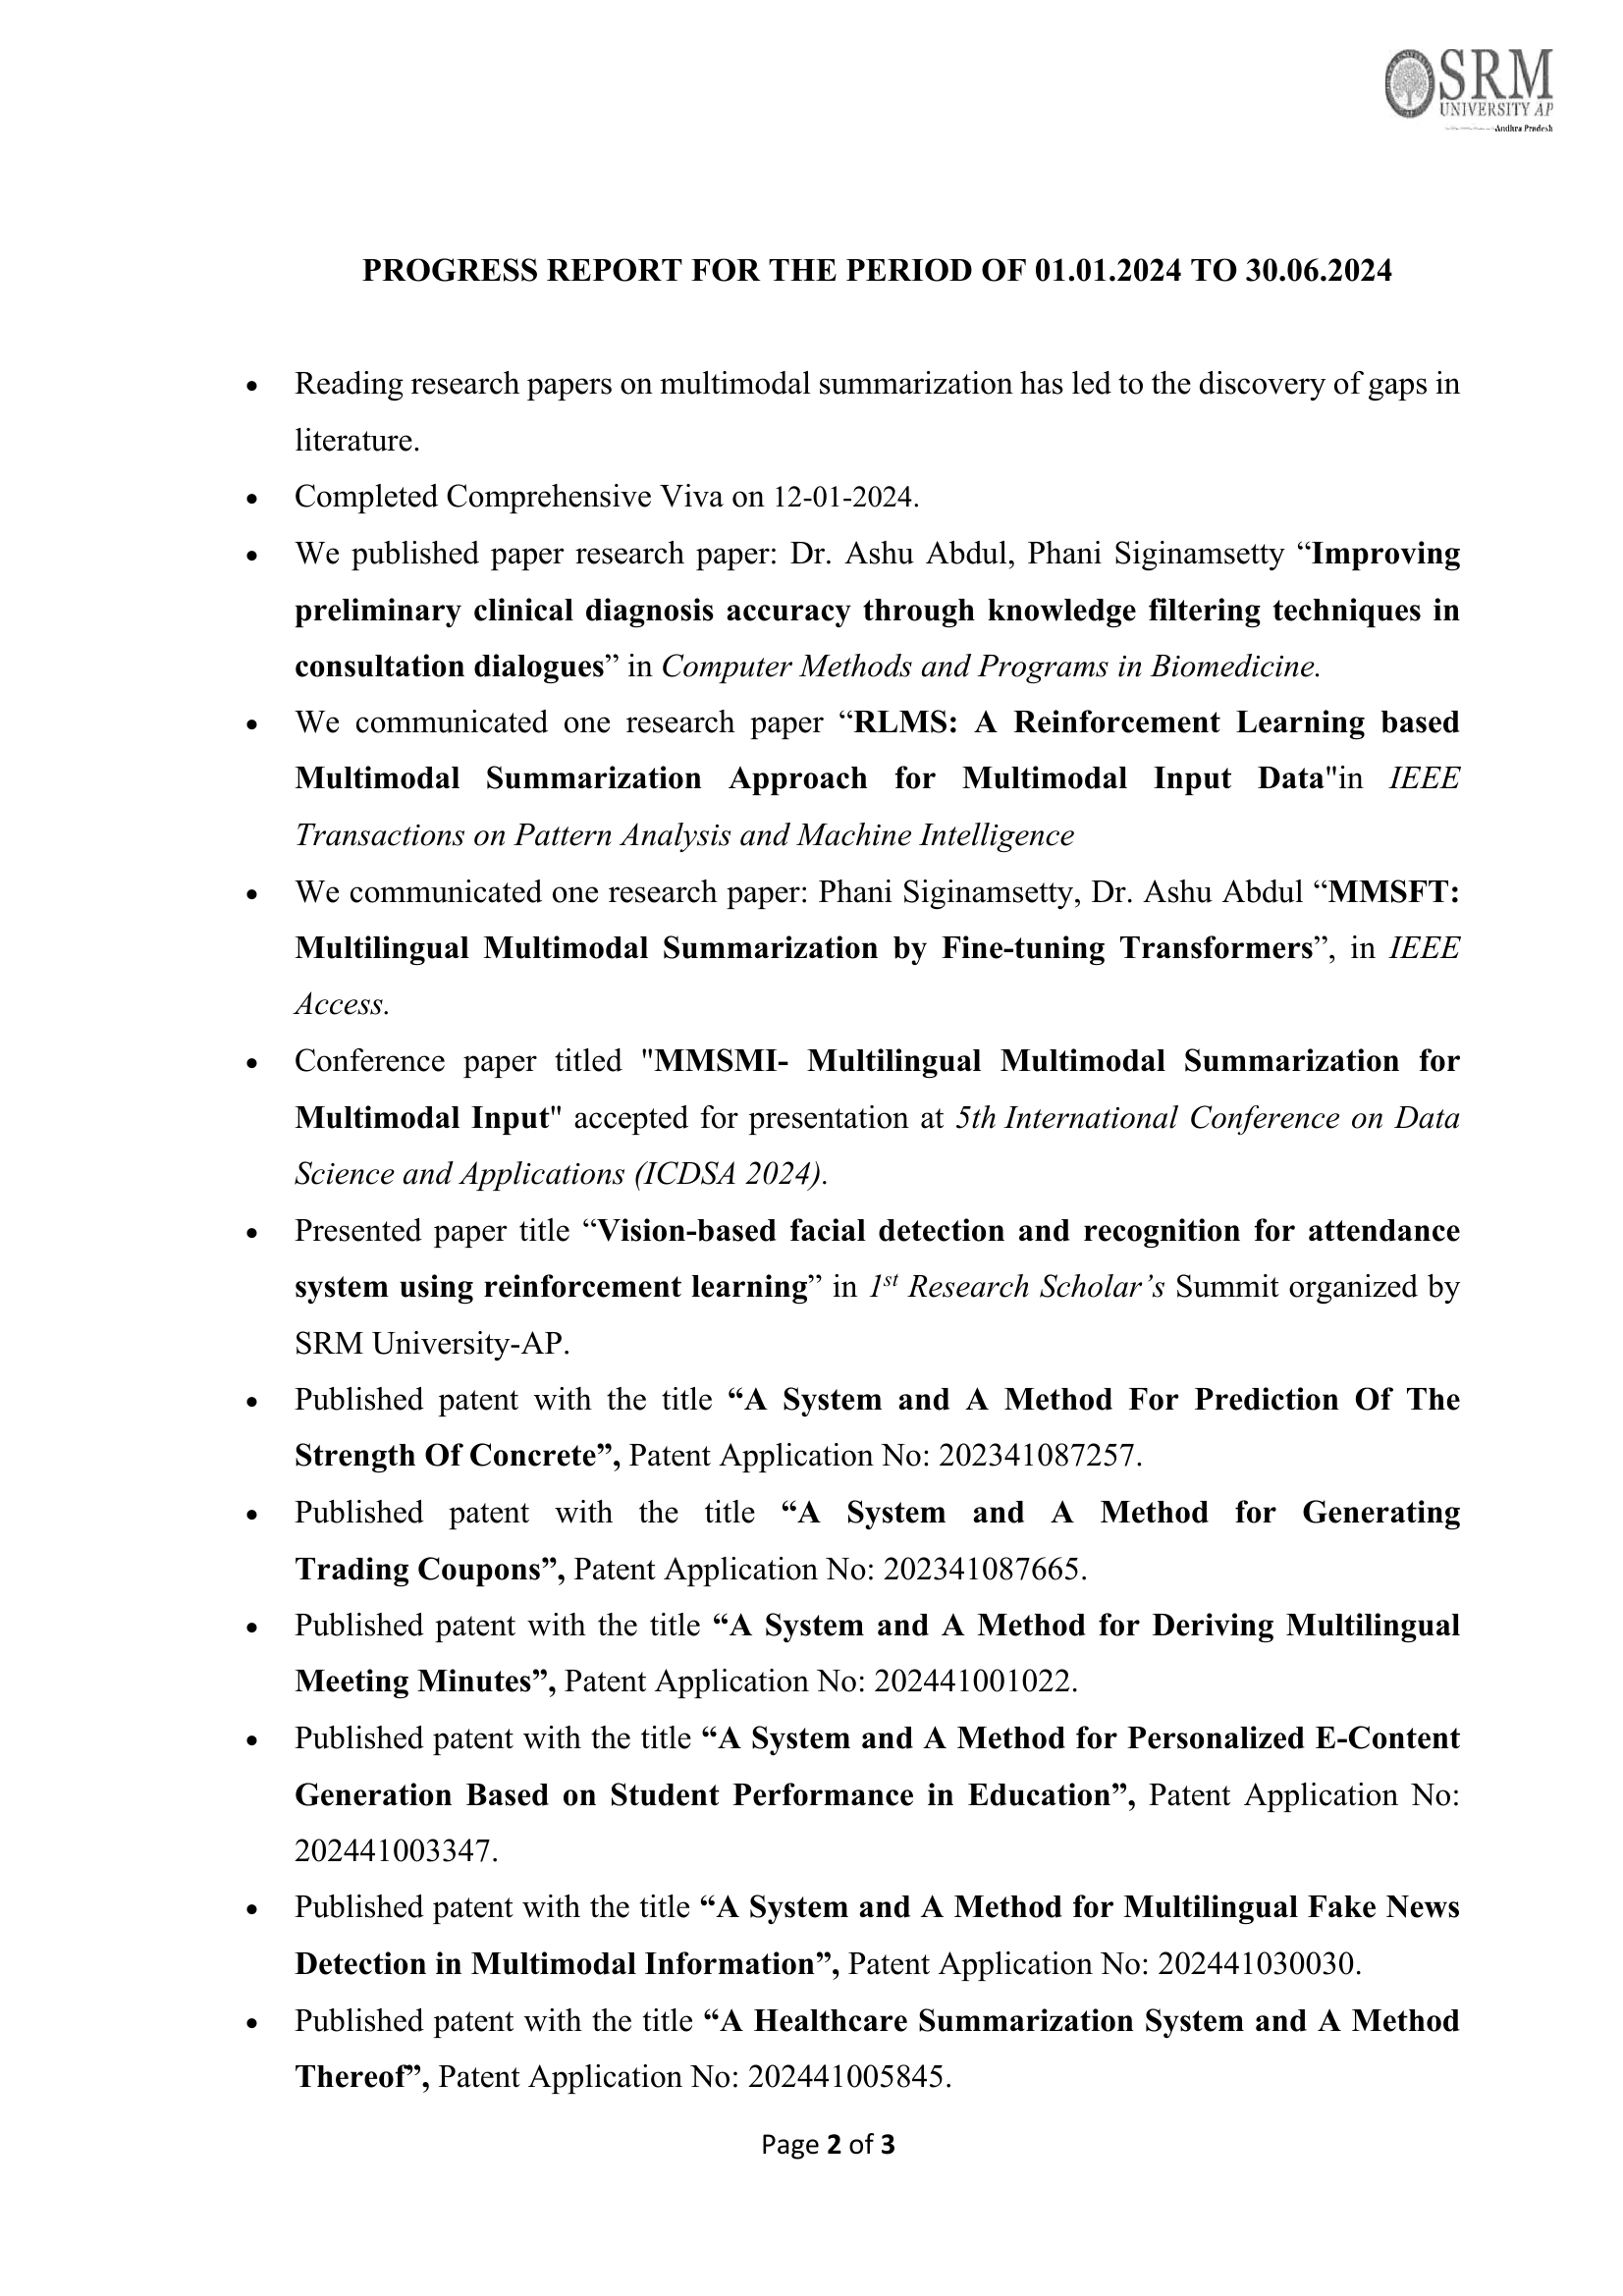 SRM
UNIVERSITY AP
Andhra Pradesh
PROGRESS REPORT FOR THE PERIOD OF 01.01.2024 TO 30.06.2024
• Reading research papers on multimodal summarization has led to the discovery of gaps in
literature.
• Completed Comprehensive Viva on 12-01-2024.
• We published paper research paper: Dr. Ashu Abdul, Phani Siginamsetty “Improving
preliminary clinical diagnosis accuracy through knowledge filtering techniques in
consultation dialogues” in Computer Methods and Programs in Biomedicine.
• We communicated one research paper “RLMS: A Reinforcement Learning based
Multimodal Summarization Approach for Multimodal Input Data"in IEEE
Transactions on Pattern Analysis and Machine Intelligence
• We communicated one research paper: Phani Siginamsetty, Dr. Ashu Abdul “MMSFT:
Multilingual Multimodal Summarization by Fine-tuning Transformers”, in IEEE
Access.
• Conference paper titled "MMSMI- Multilingual Multimodal Summarization for
Multimodal Input" accepted for presentation at 5th International Conference on Data
Science and Applications (ICDSA 2024).
• Presented paper title “Vision-based facial detection and recognition for attendance
system using reinforcement learning” in 1st Research Scholar’s Summit organized by
SRM University-AP.
• Published patent with the title “A System and A Method For Prediction Of The
Strength Of Concrete”, Patent Application No: 202341087257.
• Published patent with the title “A System and A Method for Generating
Trading Coupons”, Patent Application No: 202341087665.
• Published patent with the title “A System and A Method for Deriving Multilingual
Meeting Minutes”, Patent Application No: 202441001022.
• Published patent with the title “A System and A Method for Personalized E-Content
Generation Based on Student Performance in Education”, Patent Application No:
202441003347.
• Published patent with the title “A System and A Method for Multilingual Fake News
Detection in Multimodal Information”, Patent Application No: 202441030030.
• Published patent with the title “A Healthcare Summarization System and A Method
Thereof”, Patent Application No: 202441005845.
Page 2 of 3